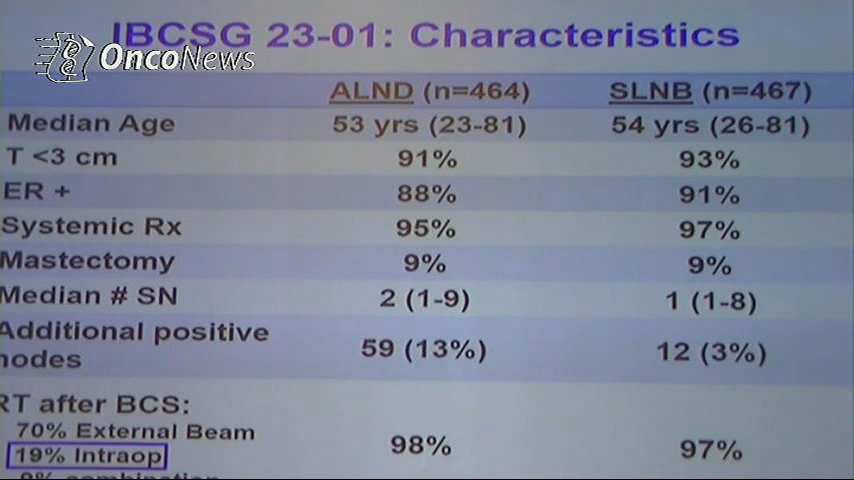 IBCSG 23-01: Characteristics
OncoNews
ALND (n=464) SLNB (n=467)
Median Age 53 yrs (23-81) 54 yrs (26-81)
T <3 cm 91% 93%
ER + 88% 91%
Systemic Rx 95% 97%
Mastectomy 9% 9%
Median # SN 2 (1-9) 1 (1-8)
Additional positive
nodes 59 (13%) 12 (3%)
RT after BCS:
70% External Beam
19% Intraop 98% 97%
9% combination